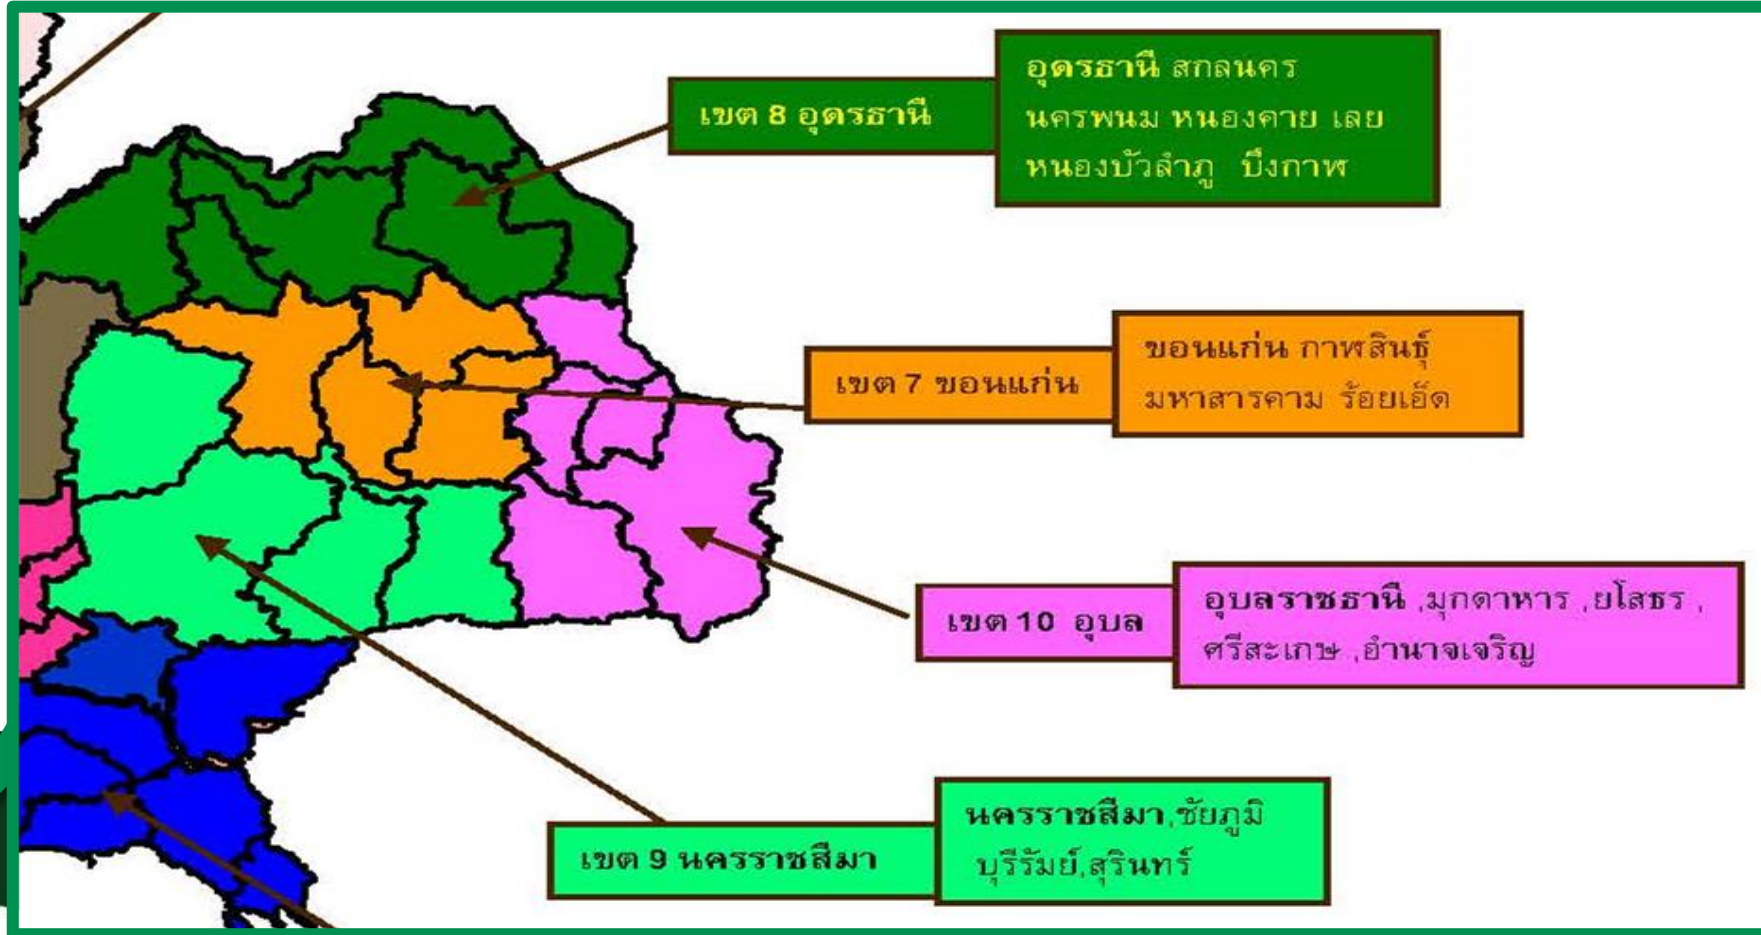 เขต 8 อุดรธานี
อุดรธานี สกลนคร
นครพนม หนองคาย เลย
หนองบัวลำภู บึงกาฬ
เขต 7 ขอนแก่น
ขอนแก่น กาฬสินธุ์
มหาสารคาม ร้อยเอ็ด
เขต 10 อุบล
อุบลราชธานี ,มุกดาหาร ,ยโสธร ,
ศรีสะเกษ ,อำนาจเจริญ
เขต 9 นครราชสีมา
นครราชสีมา,ชัยภูมิ
บุรีรัมย์,สุรินทร์